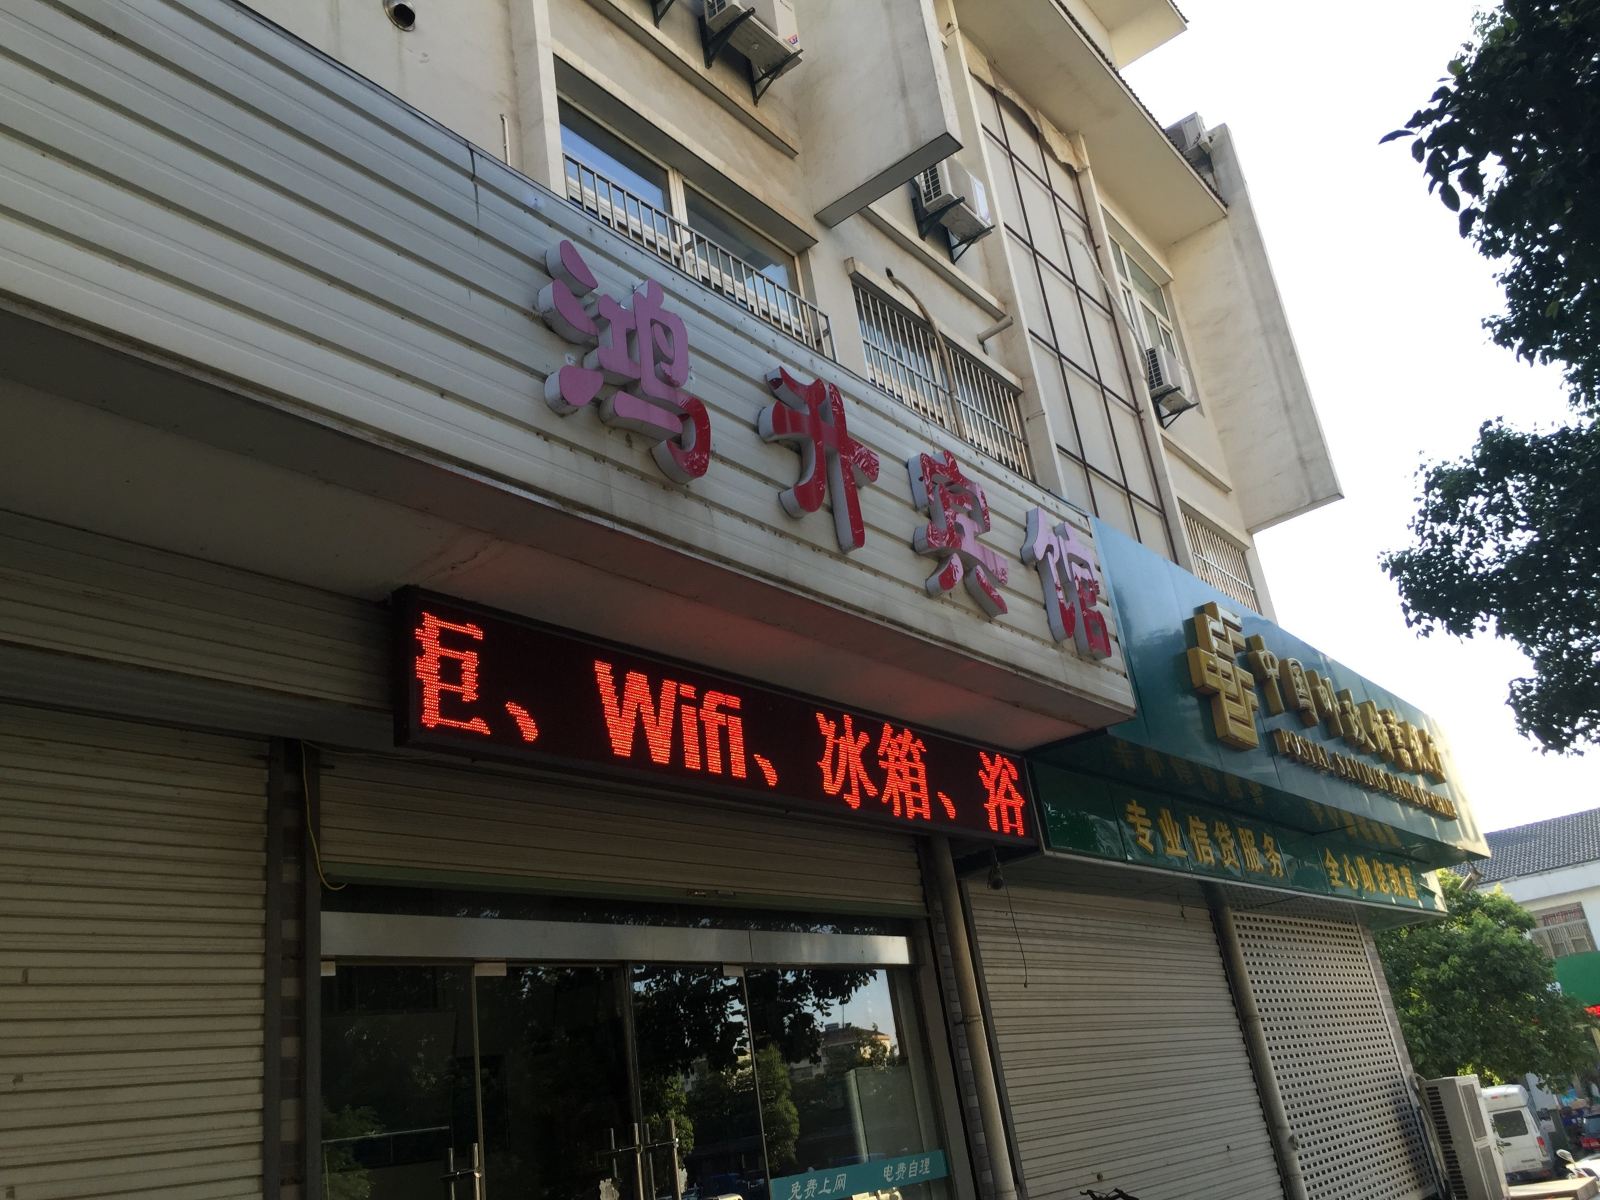 鸿升宾馆
柜、Wifi、冰箱、浴
中国邮政储蓄银行
POSTAL SAVINGS BANK OF CHINA
专业信贷服务 全心助您致富
免费上网 电费自理